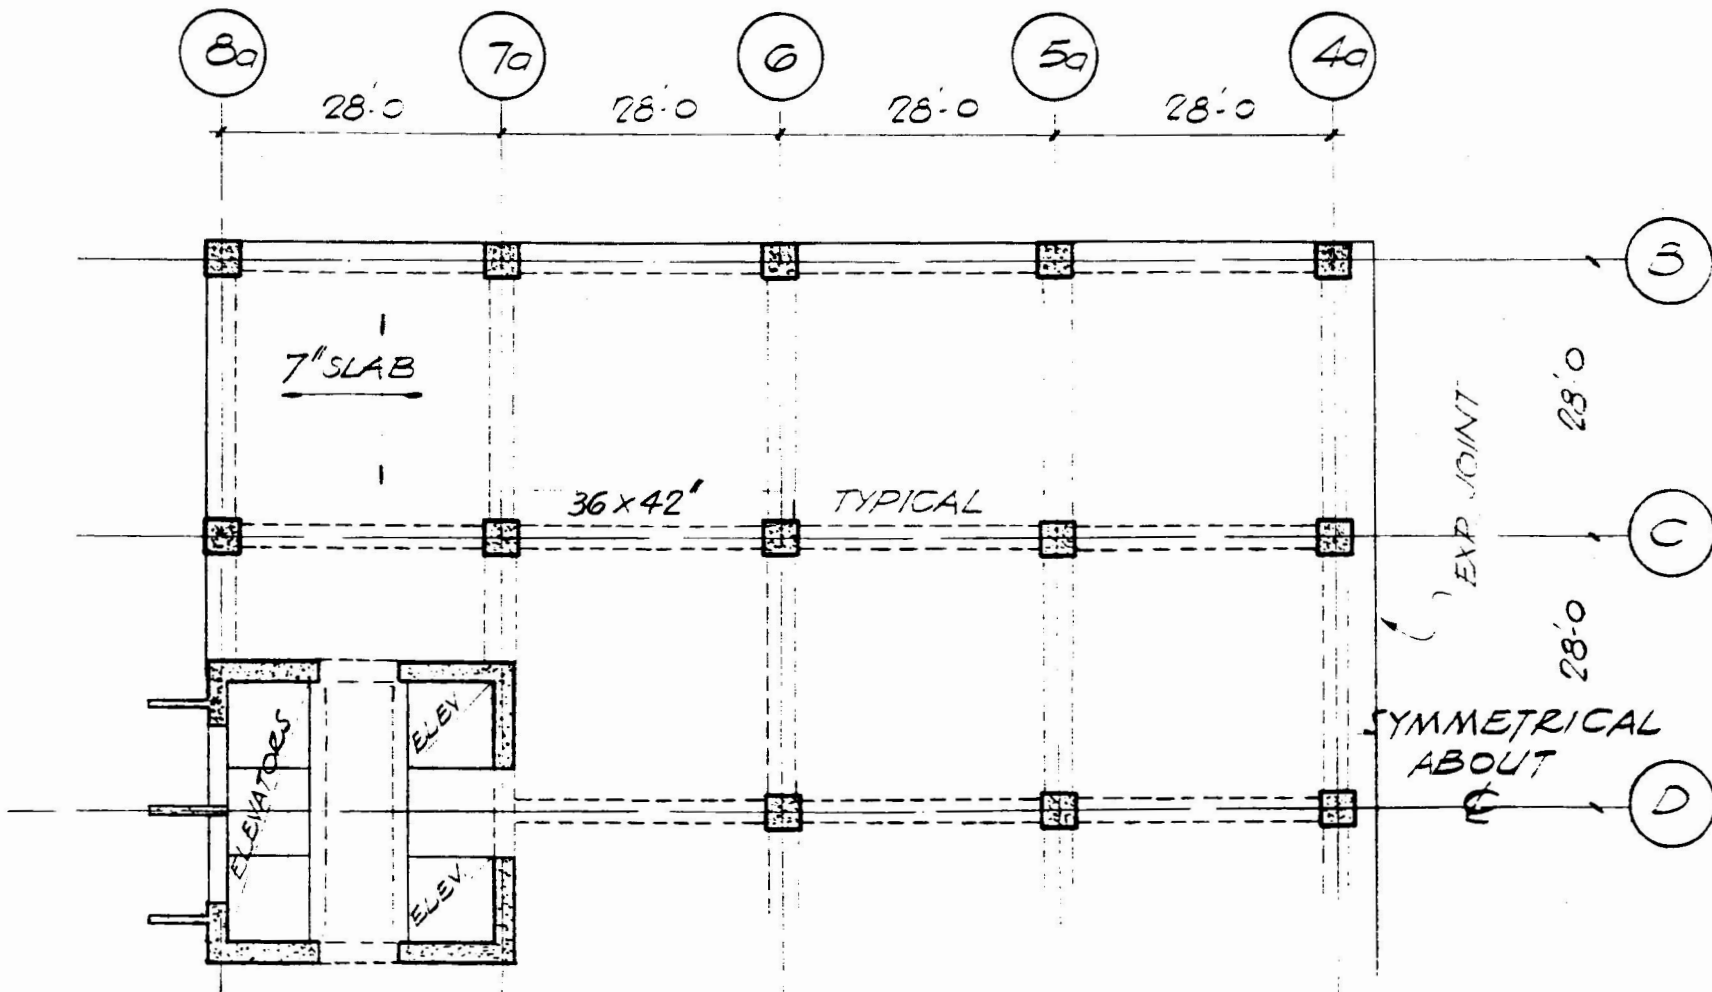 8a 7a 6 5a 4a
28'-0 28'-0 28'-0 28'-0
B
7" SLAB
28'-0
EXP. JOINT
36 x 42" TYPICAL
C
28'-0
SYMMETRICAL
ABOUT
℄
D
ELEVATORS
ELEV
ELEV